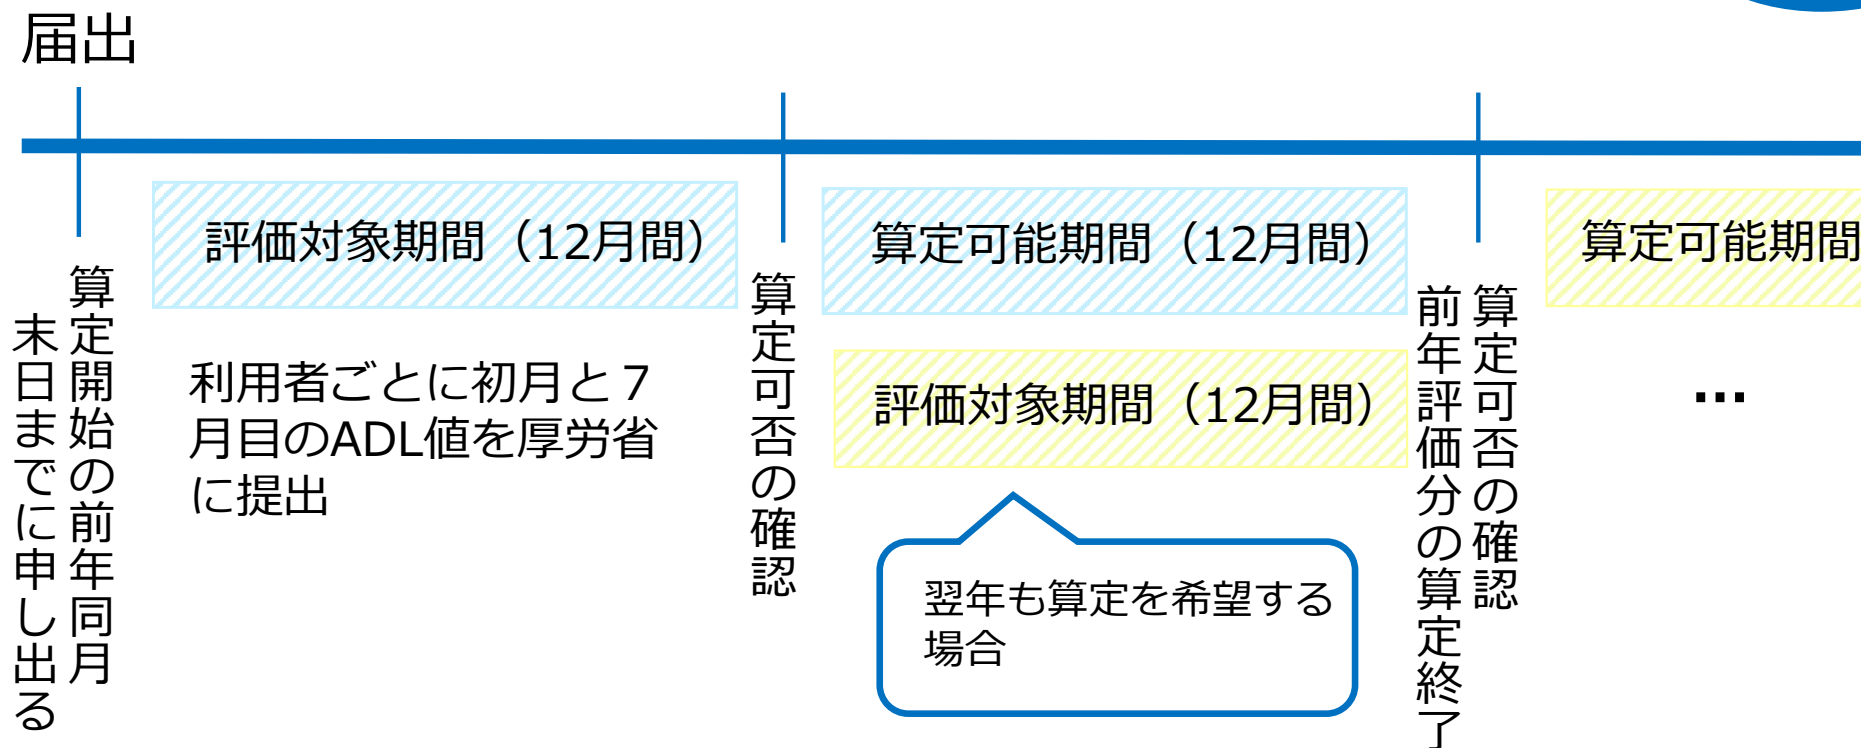 届出
算定開始の前年同月
末日までに申し出る
評価対象期間（12月間）
利用者ごとに初月と７
月目のADL値を厚労省
に提出
算定可否の確認
算定可能期間（12月間）
評価対象期間（12月間）
翌年も算定を希望する
場合
算定可否の確認
前年評価分の算定終了
算定可能期間
…